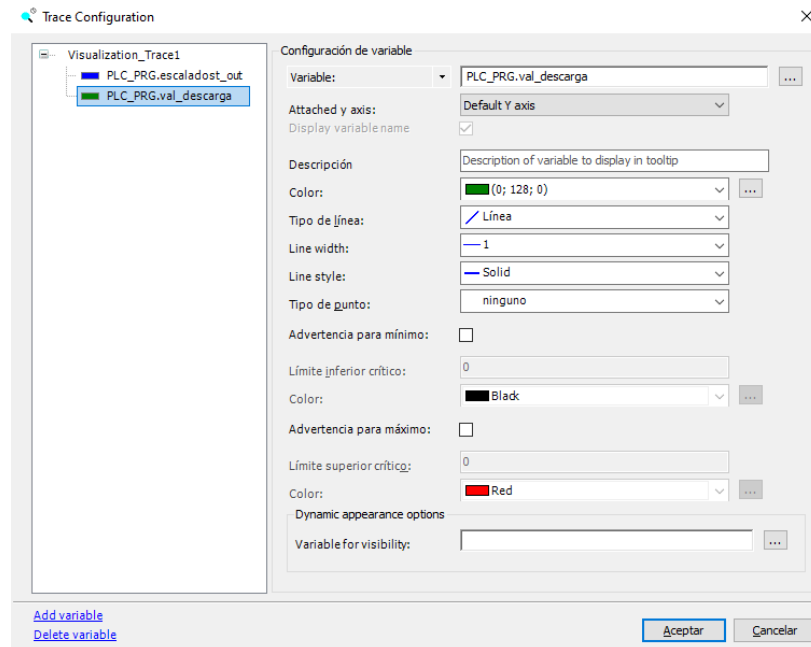 Trace Configuration
Visualization_Trace1
PLC_PRG.escaladost_out
PLC_PRG.val_descarga
Configuración de variable
Variable: PLC_PRG.val_descarga ...
Attached y axis: Default Y axis
Display variable name
Descripción Description of variable to display in tooltip
Color: (0; 128; 0) ...
Tipo de línea: Línea
Line width: 1
Line style: Solid
Tipo de punto: ninguno
Advertencia para mínimo:
Límite inferior crítico: 0
Color: Black ...
Advertencia para máximo:
Límite superior crítico: 0
Color: Red ...
Dynamic appearance options
Variable for visibility: ...
Add variable
Delete variable
Aceptar Cancelar